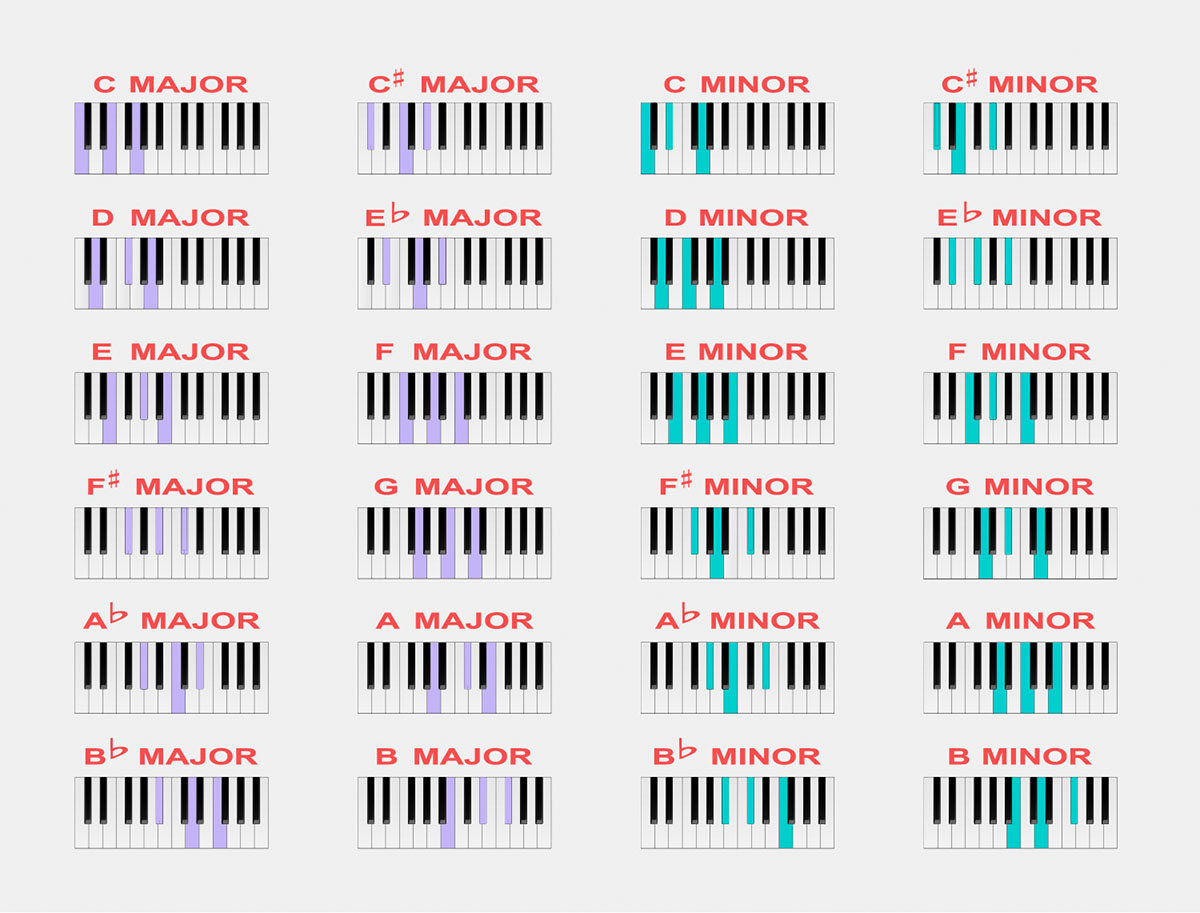 C MAJOR
C♯ MAJOR
C MINOR
C♯ MINOR
D MAJOR
E♭ MAJOR
D MINOR
E♭ MINOR
E MAJOR
F MAJOR
E MINOR
F MINOR
F♯ MAJOR
G MAJOR
F♯ MINOR
G MINOR
A♭ MAJOR
A MAJOR
A♭ MINOR
A MINOR
B♭ MAJOR
B MAJOR
B♭ MINOR
B MINOR